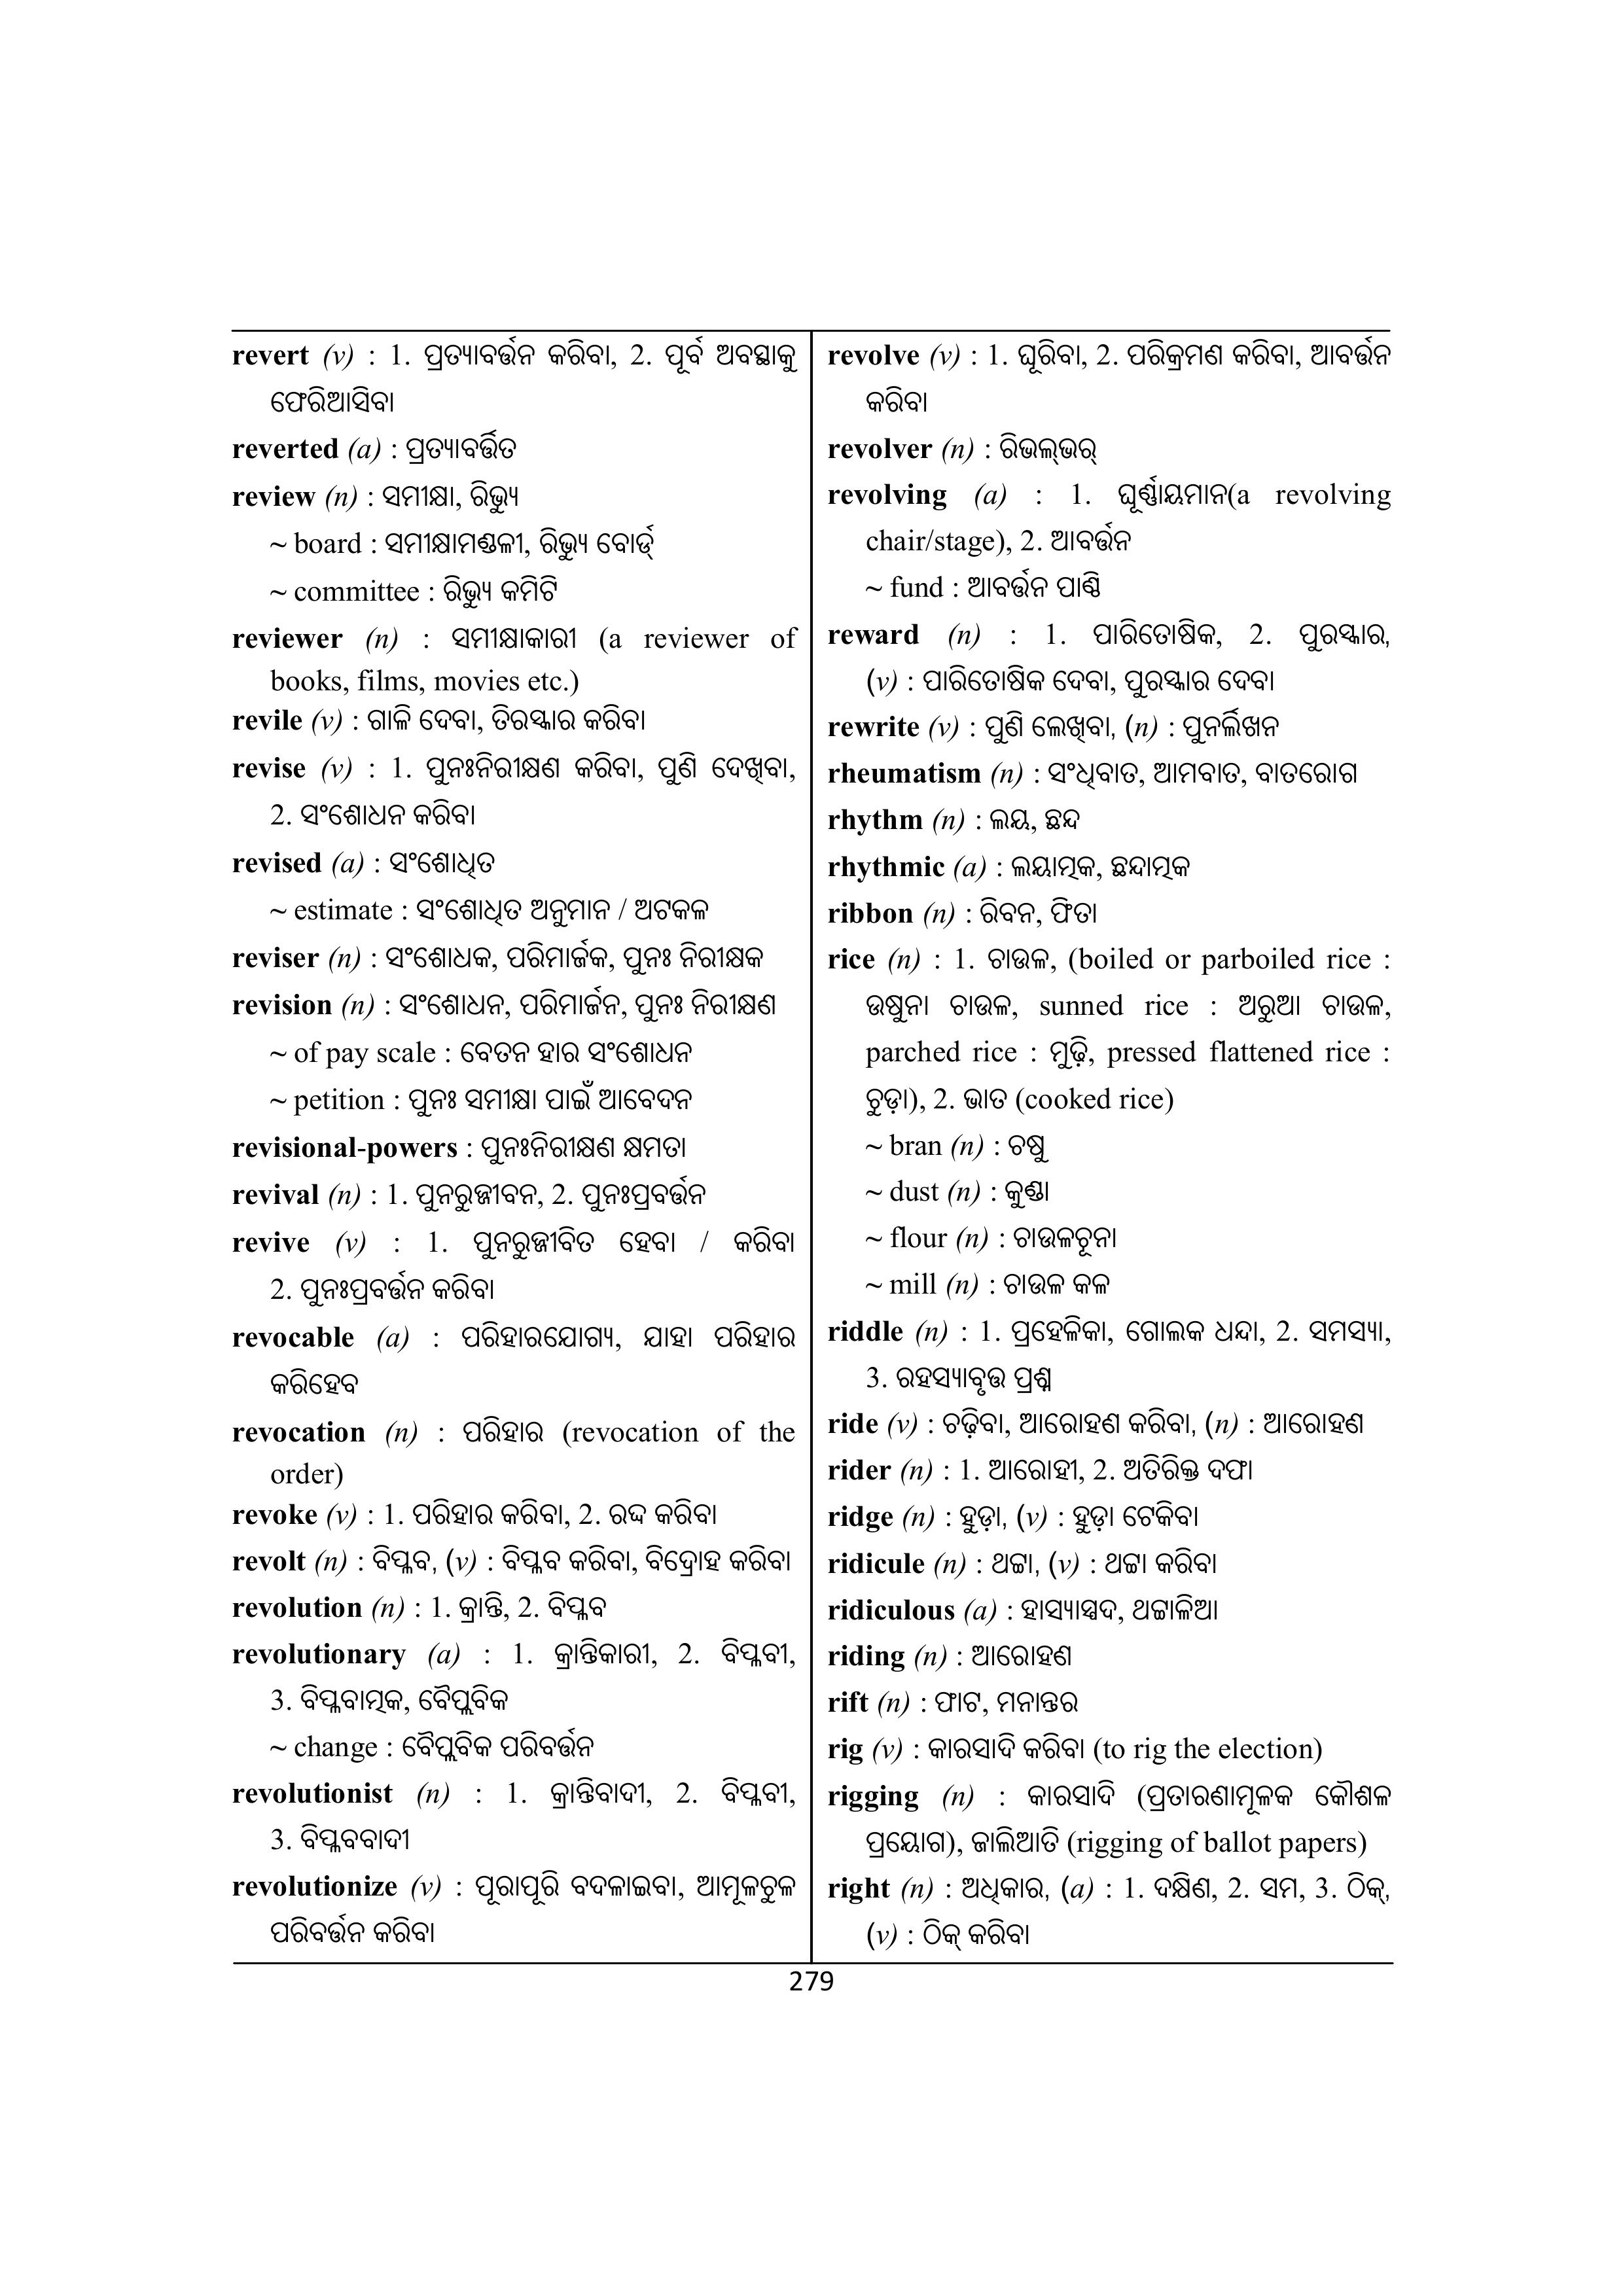 revert (v) : 1. ପ୍ରତ୍ୟାବର୍ତ୍ତନ କରିବା, 2. ପୂର୍ବ ଅବସ୍ଥାକୁ
ଫେରିଆସିବା
reverted (a) : ପ୍ରତ୍ୟାବର୍ତ୍ତିତ
review (n) : ସମୀକ୍ଷା, ରିଭ୍ୟୁ
~ board : ସମୀକ୍ଷାମଣ୍ଡଳୀ, ରିଭ୍ୟୁ ବୋର୍ଡ୍
~ committee : ରିଭ୍ୟୁ କମିଟି
reviewer (n) : ସମୀକ୍ଷାକାରୀ (a reviewer of
books, films, movies etc.)
revile (v) : ଗାଳି ଦେବା, ତିରସ୍କାର କରିବା
revise (v) : 1. ପୁନଃନିରୀକ୍ଷଣ କରିବା, ପୁଣି ଦେଖିବା,
2. ସଂଶୋଧନ କରିବା
revised (a) : ସଂଶୋଧିତ
~ estimate : ସଂଶୋଧିତ ଅନୁମାନ / ଅଟକଳ
reviser (n) : ସଂଶୋଧକ, ପରିମାର୍ଜକ, ପୁନଃ ନିରୀକ୍ଷକ
revision (n) : ସଂଶୋଧନ, ପରିମାର୍ଜନ, ପୁନଃ ନିରୀକ୍ଷଣ
~ of pay scale : ବେତନ ହାର ସଂଶୋଧନ
~ petition : ପୁନଃ ସମୀକ୍ଷା ପାଇଁ ଆବେଦନ
revisional-powers : ପୁନଃନିରୀକ୍ଷଣ କ୍ଷମତା
revival (n) : 1. ପୁନରୁଜ୍ଜୀବନ, 2. ପୁନଃପ୍ରବର୍ତ୍ତନ
revive (v) : 1. ପୁନରୁଜ୍ଜୀବିତ ହେବା / କରିବା
2. ପୁନଃପ୍ରବର୍ତ୍ତନ କରିବା
revocable (a) : ପରିହାରଯୋଗ୍ୟ, ଯାହା ପରିହାର
କରିହେବ
revocation (n) : ପରିହାର (revocation of the
order)
revoke (v) : 1. ପରିହାର କରିବା, 2. ରଦ୍ଦ କରିବା
revolt (n) : ବିପ୍ଳବ, (v) : ବିପ୍ଳବ କରିବା, ବିଦ୍ରୋହ କରିବା
revolution (n) : 1. କ୍ରାନ୍ତି, 2. ବିପ୍ଳବ
revolutionary (a) : 1. କ୍ରାନ୍ତିକାରୀ, 2. ବିପ୍ଳବୀ,
3. ବିପ୍ଳବାତ୍ମକ, ବୈପ୍ଲବିକ
~ change : ବୈପ୍ଲବିକ ପରିବର୍ତ୍ତନ
revolutionist (n) : 1. କ୍ରାନ୍ତିବାଦୀ, 2. ବିପ୍ଳବୀ,
3. ବିପ୍ଳବବାଦୀ
revolutionize (v) : ପୂରାପୂରି ବଦଳାଇବା, ଆମୂଳଚୁଳ
ପରିବର୍ତ୍ତନ କରିବା
revolve (v) : 1. ଘୂରିବା, 2. ପରିକ୍ରମଣ କରିବା, ଆବର୍ତ୍ତନ
କରିବା
revolver (n) : ରିଭଲ୍‌ଭର୍
revolving (a) : 1. ଘୂର୍ଣ୍ଣାୟମାନ(a revolving
chair/stage), 2. ଆବର୍ତ୍ତନ
~ fund : ଆବର୍ତ୍ତନ ପାଣ୍ଠି
reward (n) : 1. ପାରିତୋଷିକ, 2. ପୁରସ୍କାର,
(v) : ପାରିତୋଷିକ ଦେବା, ପୁରସ୍କାର ଦେବା
rewrite (v) : ପୁଣି ଲେଖିବା, (n) : ପୁନର୍ଲିଖନ
rheumatism (n) : ସଂଧିବାତ, ଆମବାତ, ବାତରୋଗ
rhythm (n) : ଲୟ, ଛନ୍ଦ
rhythmic (a) : ଲୟାତ୍ମକ, ଛନ୍ଦାତ୍ମକ
ribbon (n) : ରିବନ, ଫିତା
rice (n) : 1. ଚାଉଳ, (boiled or parboiled rice :
ଉଷୁନା ଚାଉଳ, sunned rice : ଅରୁଆ ଚାଉଳ,
parched rice : ମୁଢ଼ି, pressed flattened rice :
ଚୁଡ଼ା), 2. ଭାତ (cooked rice)
~ bran (n) : ଚଷୁ
~ dust (n) : କୁଣ୍ଡା
~ flour (n) : ଚାଉଳଚୂନା
~ mill (n) : ଚାଉଳ କଳ
riddle (n) : 1. ପ୍ରହେଳିକା, ଗୋଲକ ଧନ୍ଦା, 2. ସମସ୍ୟା,
3. ରହସ୍ୟାବୃତ୍ତ ପ୍ରଶ୍ନ
ride (v) : ଚଢ଼ିବା, ଆରୋହଣ କରିବା, (n) : ଆରୋହଣ
rider (n) : 1. ଆରୋହୀ, 2. ଅତିରିକ୍ତ ଦଫା
ridge (n) : ହୁଡ଼ା, (v) : ହୁଡ଼ା ଟେକିବା
ridicule (n) : ଥଟ୍ଟା, (v) : ଥଟ୍ଟା କରିବା
ridiculous (a) : ହାସ୍ୟାସ୍ପଦ, ଥଟ୍ଟାଳିଆ
riding (n) : ଆରୋହଣ
rift (n) : ଫାଟ, ମନାନ୍ତର
rig (v) : କାରସାଦି କରିବା (to rig the election)
rigging (n) : କାରସାଦି (ପ୍ରତାରଣାମୂଳକ କୌଶଳ
ପ୍ରୟୋଗ), ଜାଲିଆତି (rigging of ballot papers)
right (n) : ଅଧିକାର, (a) : 1. ଦକ୍ଷିଣ, 2. ସମ, 3. ଠିକ୍,
(v) : ଠିକ୍ କରିବା
279